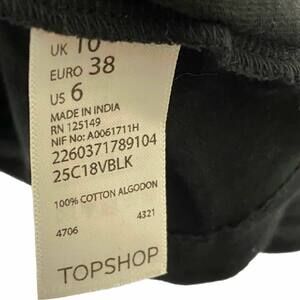 UK 10
EURO 38
US 6
MADE IN INDIA
RN 125149
NIF No: A0061711H
2260371789104
25C18VBLK
100% COTTON ALGODON
4706 4321
TOPSHOP